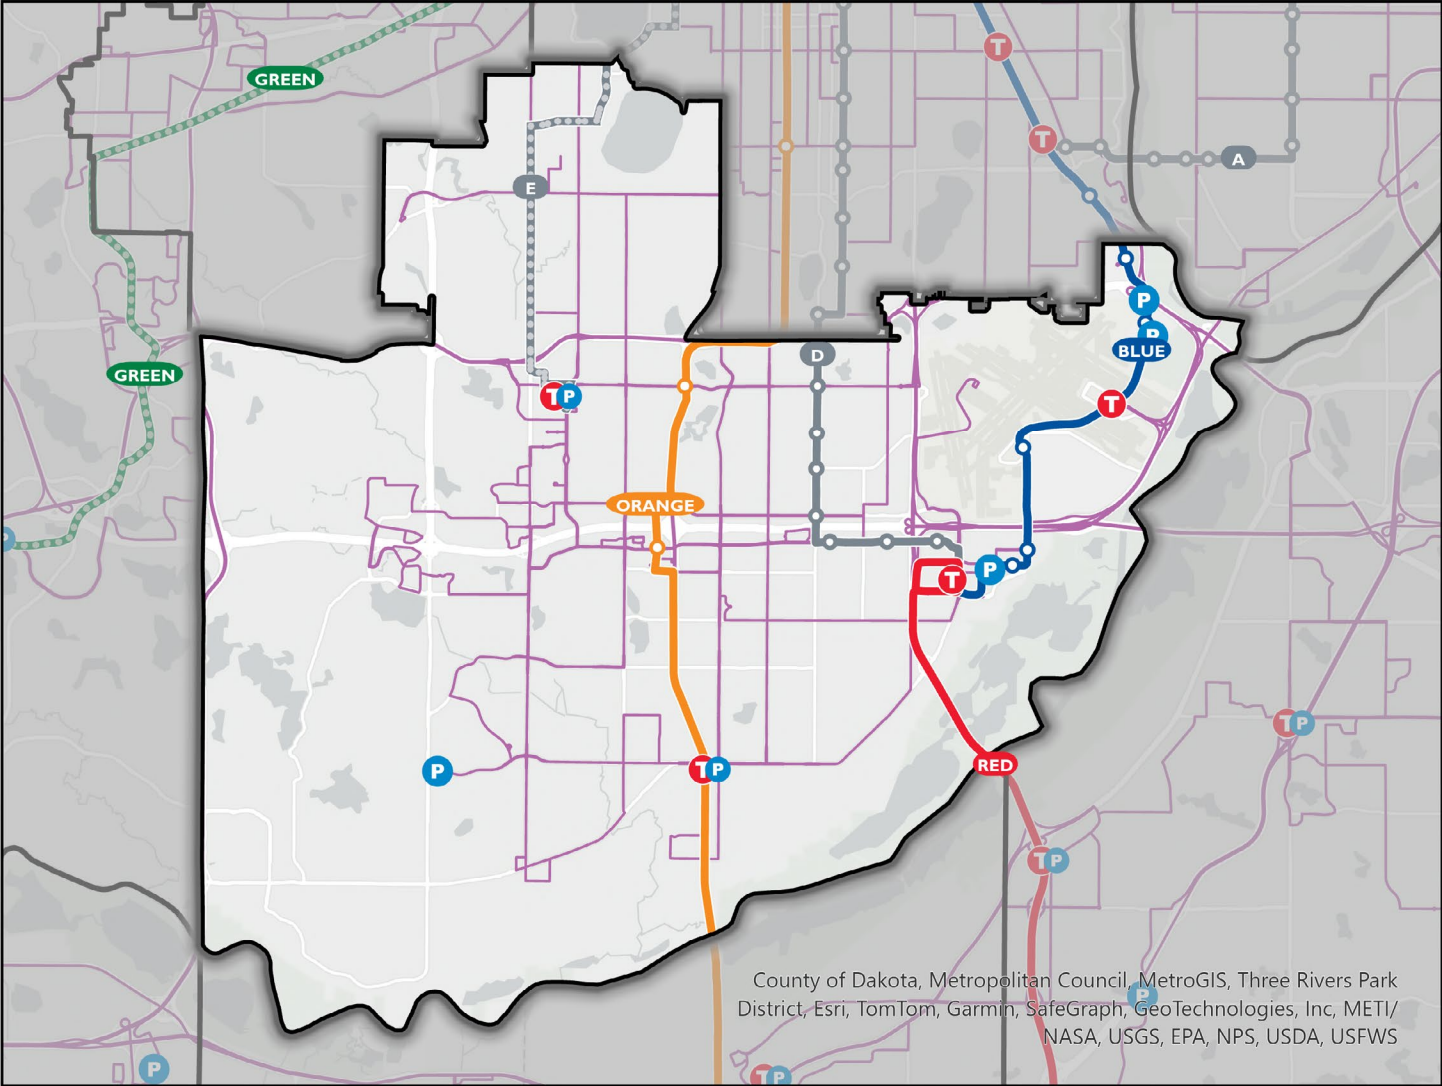 GREEN
T
T
A
E
P
P
BLUE
D
GREEN
T P
T
ORANGE
P
T
T P
P
T P
RED
T P
County of Dakota, Metropolitan Council, MetroGIS, Three Rivers Park
P
District, Esri, TomTom, Garmin, SafeGraph, GeoTechnologies, Inc, METI/
NASA, USGS, EPA, NPS, USDA, USFWS
P
T P